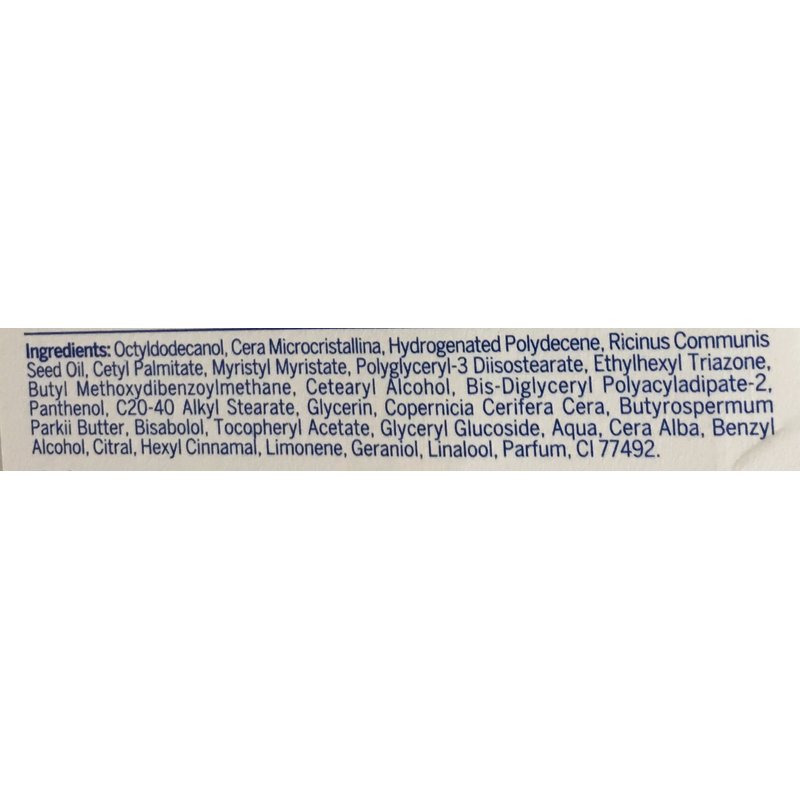 Ingredients: Octyldodecanol, Cera Microcristallina, Hydrogenated Polydecene, Ricinus Communis
Seed Oil, Cetyl Palmitate, Myristyl Myristate, Polyglyceryl-3 Diisostearate, Ethylhexyl Triazone,
Butyl Methoxydibenzoylmethane, Cetearyl Alcohol, Bis-Diglyceryl Polyacyladipate-2,
Panthenol, C20-40 Alkyl Stearate, Glycerin, Copernicia Cerifera Cera, Butyrospermum
Parkii Butter, Bisabolol, Tocopheryl Acetate, Glyceryl Glucoside, Aqua, Cera Alba, Benzyl
Alcohol, Citral, Hexyl Cinnamal, Limonene, Geraniol, Linalool, Parfum, CI 77492.